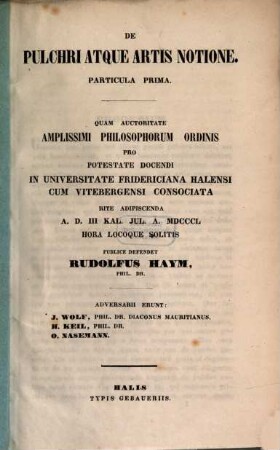 DE
PULCHRI ATQUE ARTIS NOTIONE.
PARTICULA PRIMA.
QUAM AUCTORITATE
AMPLISSIMI PHILOSOPHORUM ORDINIS
PRO
POTESTATE DOCENDI
IN UNIVERSITATE FRIDERICIANA HALENSI
CUM VITEBERGENSI CONSOCIATA
RITE ADIPISCENDA
A. D. III KAL. JUL. A. MDCCCL
HORA LOCOQUE SOLITIS
PUBLICE DEFENDET
RUDOLFUS HAYM,
PHIL. DR.
ADVERSARII ERUNT:
J. WOLF, PHIL. DR. DIACONUS MAURITIANUS.
H. KEIL, PHIL. DR.
O. NASEMANN.
HALIS
TYPIS GEBAUERIIS.